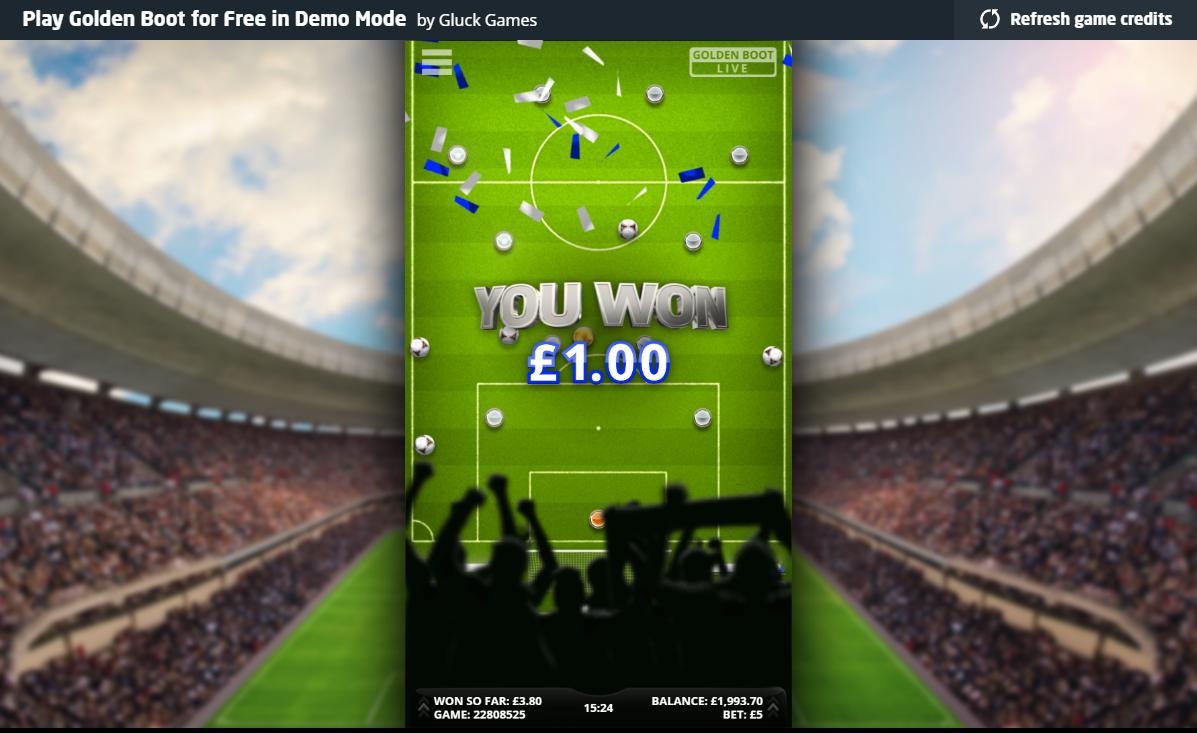 Play Golden Boot for Free in Demo Mode by Gluck Games
Refresh game credits
GOLDEN BOOT
LIVE
YOU WON
£1.00
WON SO FAR: £3.80
GAME: 22808525
15:24
BALANCE: £1,993.70
BET: £5